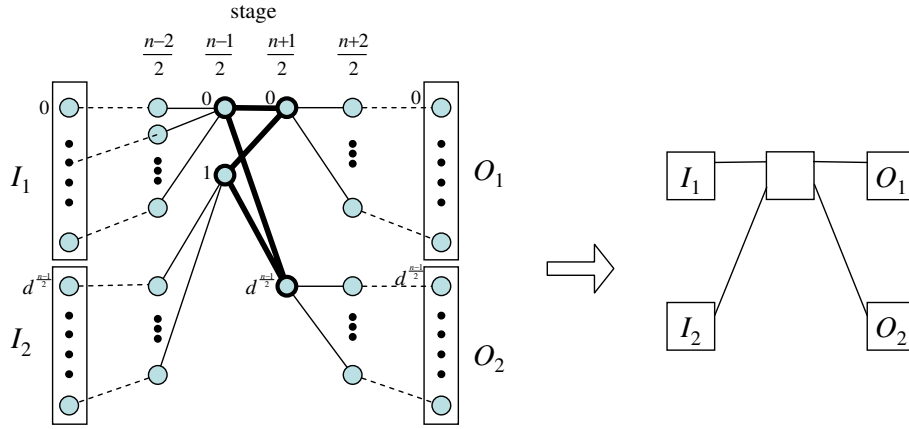 stage
n−2/2 n−1/2 n+1/2 n+2/2
0 0 0 0
I₁ 1 O₁
I₁ O₁
d^{n−1/2} d^{n−1/2} d^{n−1/2}
I₂ O₂
I₂ O₂